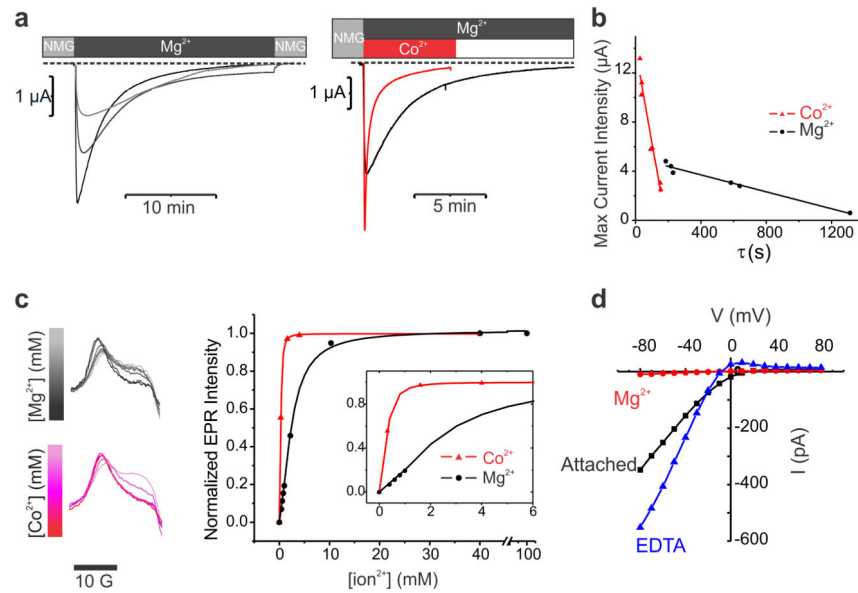 a
NMG Mg²⁺ NMG
1 µA
10 min
NMG Mg²⁺
Co²⁺
1 µA
5 min
b
Max Current Intensity (µA)
12
8
4
0
0 400 800 1200
τ(s)
Co²⁺
Mg²⁺
c
[Mg²⁺] (mM)
[Co²⁺] (mM)
10 G
Normalized EPR Intensity
1.0
0.8
0.6
0.4
0.2
0.0
0 10 20 30 40 100
[ion²⁺] (mM)
1.0
0.0
0 2 4 6
Co²⁺
Mg²⁺
d
V (mV)
-80 -40 0 40 80
Mg²⁺
Attached
EDTA
-200
-400
-600
I (pA)